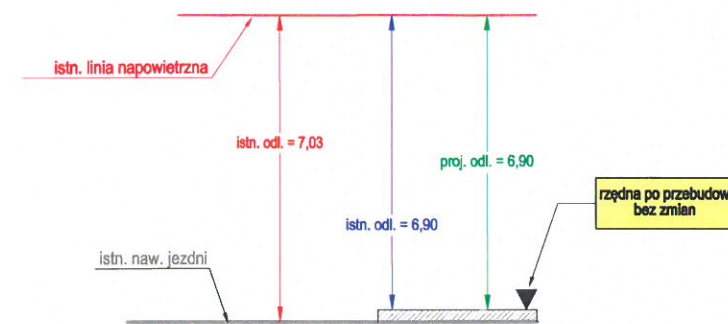 istn. linia napowietrzna
istn. odl. = 7,03
proj. odl. = 6,90
rzędna po przebudow
bez zmian
istn. odl. = 6,90
istn. naw. jezdni